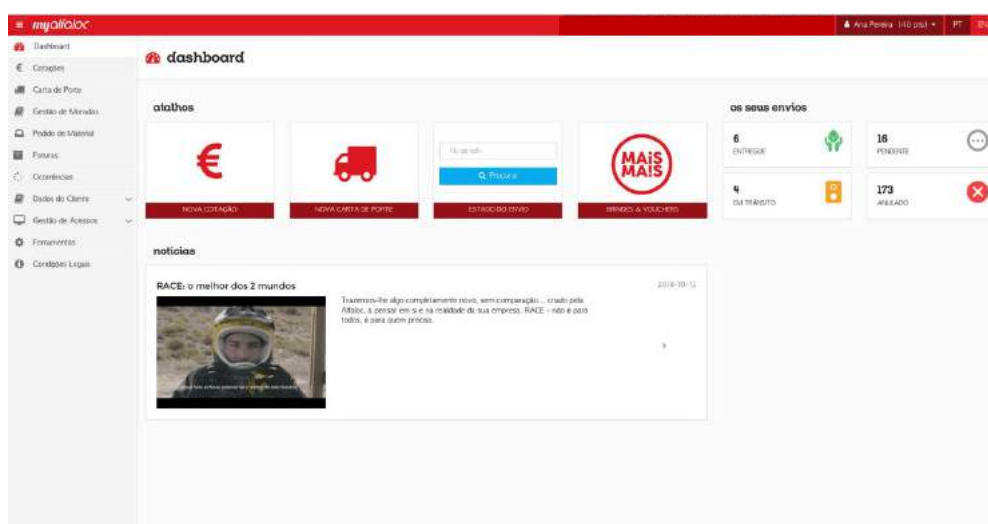 myalfaloc
Ana Pereira (140 pts)
PT
EN
Dashboard
Cotações
Carta de Porte
Gestão de Moradas
Pedido de Material
Faturas
Ocorrências
Dados do Cliente
Gestão de Acessos
Ferramentas
Condições Legais
dashboard
atalhos
NOVA COTAÇÃO
NOVA CARTA DE PORTE
Procurar
ESTADO DO ENVIO
MAIS
MAIS
BRINDES & VOUCHERS
os seus envios
6
ENTREGUE
16
PENDENTE
4
EM TRÂNSITO
173
ANULADO
notícias
RACE: o melhor dos 2 mundos
2016-10-12
Trazemos-lhe algo completamente novo, sem comparação... criado pela
Alfaloc, a pensar em si e na realidade da sua empresa. RACE - não é para
todos, é para quem precisa.